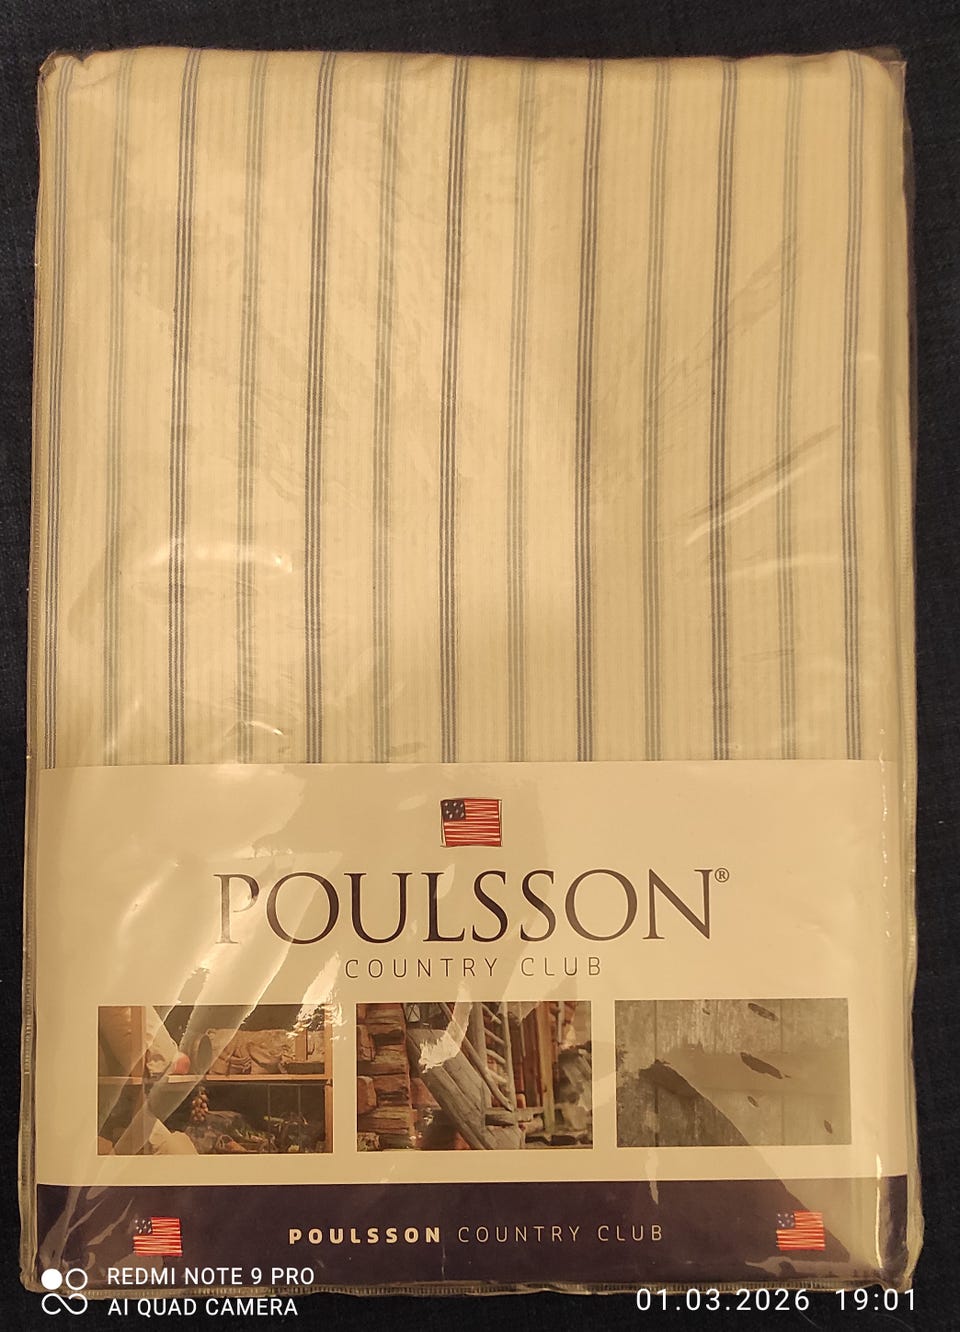 POULSSON®
COUNTRY CLUB
POULSSON COUNTRY CLUB
REDMI NOTE 9 PRO
AI QUAD CAMERA
01.03.2026 19:01